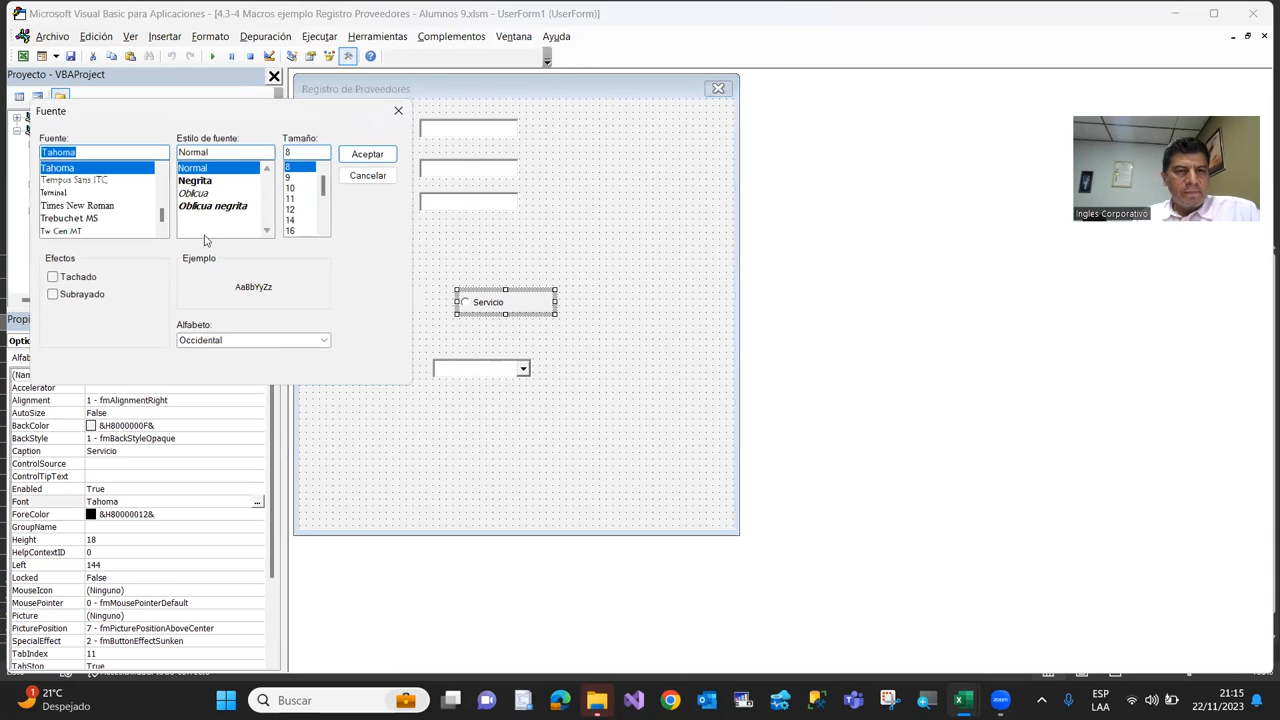 Microsoft Visual Basic para Aplicaciones - [4.3-4 Macros ejemplo Registro Proveedores - Alumnos 9.xlsm - UserForm1 (UserForm)]
Archivo Edición Ver Insertar Formato Depuración Ejecutar Herramientas Complementos Ventana Ayuda
Proyecto - VBAProject
Registro de Proveedores
Fuente
Fuente: Estilo de fuente: Tamaño:
Tahoma Normal 8 Aceptar
Tahoma Normal 8
Tempus Sans ITC Negrita 9 Cancelar
Terminal Oblicua 10
Times New Roman Oblicua negrita 11
Trebuchet MS 12
Tw Cen MT 14
16
Efectos Ejemplo
Tachado
Subrayado
AaBbYyZz
Alfabeto:
Occidental
Servicio
Ingles Corporativo
Accelerator
Alignment 1 - fmAlignmentRight
AutoSize False
BackColor &H8000000F&
BackStyle 1 - fmBackStyleOpaque
Caption Servicio
ControlSource
ControlTipText
Enabled True
Font Tahoma ...
ForeColor &H80000012&
GroupName
Height 18
HelpContextID 0
Left 144
Locked False
MouseIcon (Ninguno)
MousePointer 0 - fmMousePointerDefault
Picture (Ninguno)
PicturePosition 7 - fmPicturePositionAboveCenter
SpecialEffect 2 - fmButtonEffectSunken
TabIndex 11
TabStop True
21°C
Despejado
Buscar
ESP
LAA
21:15
22/11/2023